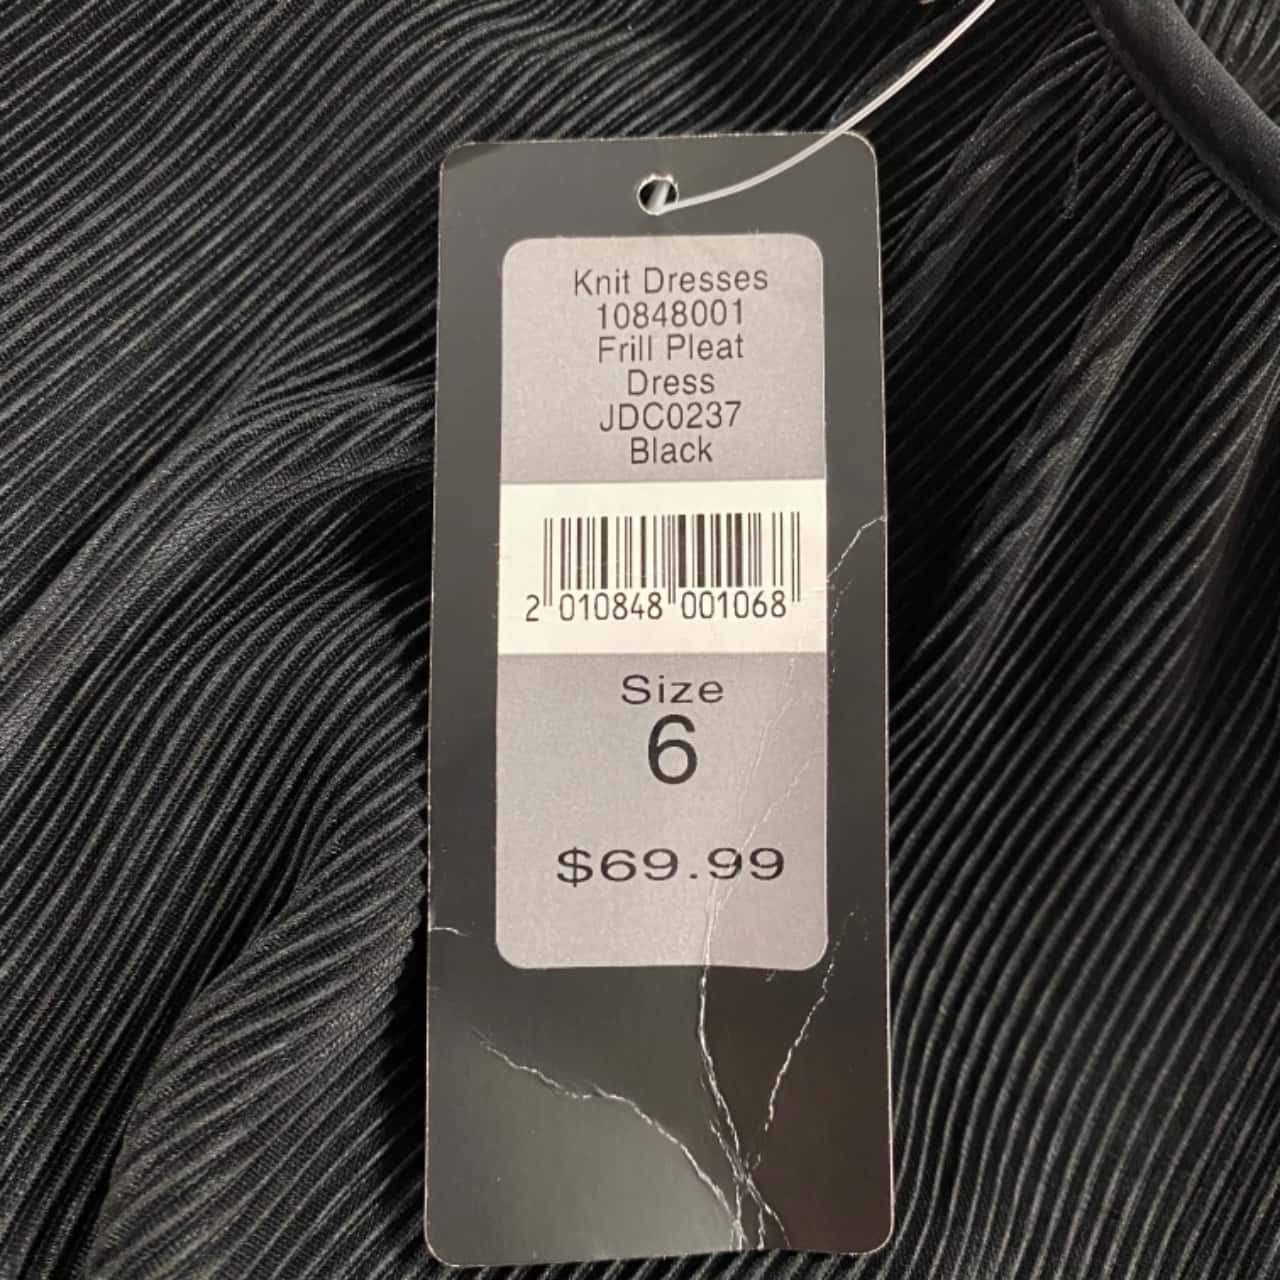 Knit Dresses
10848001
Frill Pleat
Dress
JDC0237
Black
2 010848 001068
Size
6
$69.99